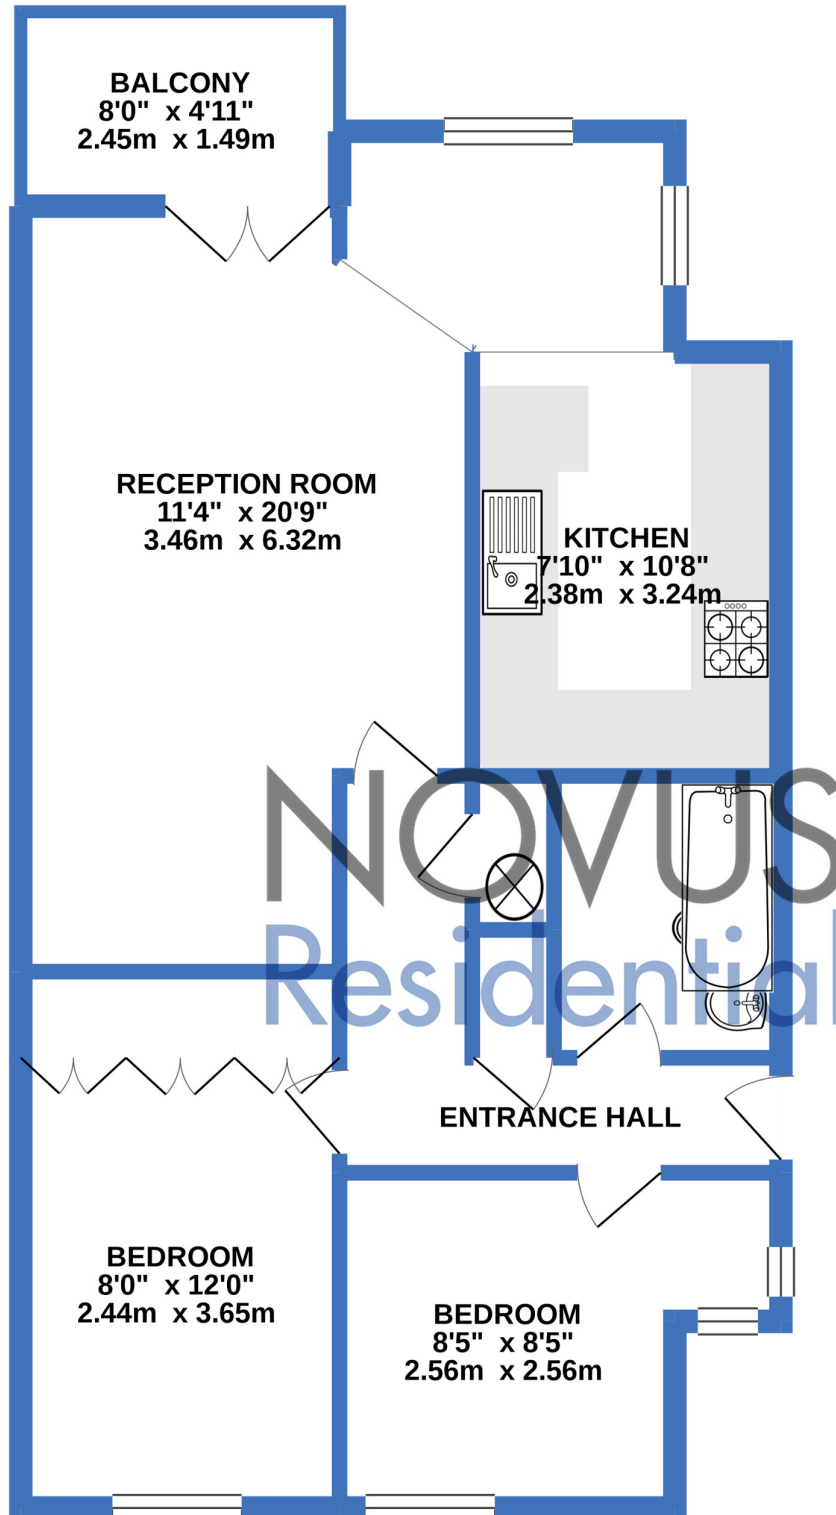 BALCONY
8'0" x 4'11"
2.45m x 1.49m
RECEPTION ROOM
11'4" x 20'9"
3.46m x 6.32m
KITCHEN
7'10" x 10'8"
2.38m x 3.24m
NOVUS
Residential
ENTRANCE HALL
BEDROOM
8'0" x 12'0"
2.44m x 3.65m
BEDROOM
8'5" x 8'5"
2.56m x 2.56m